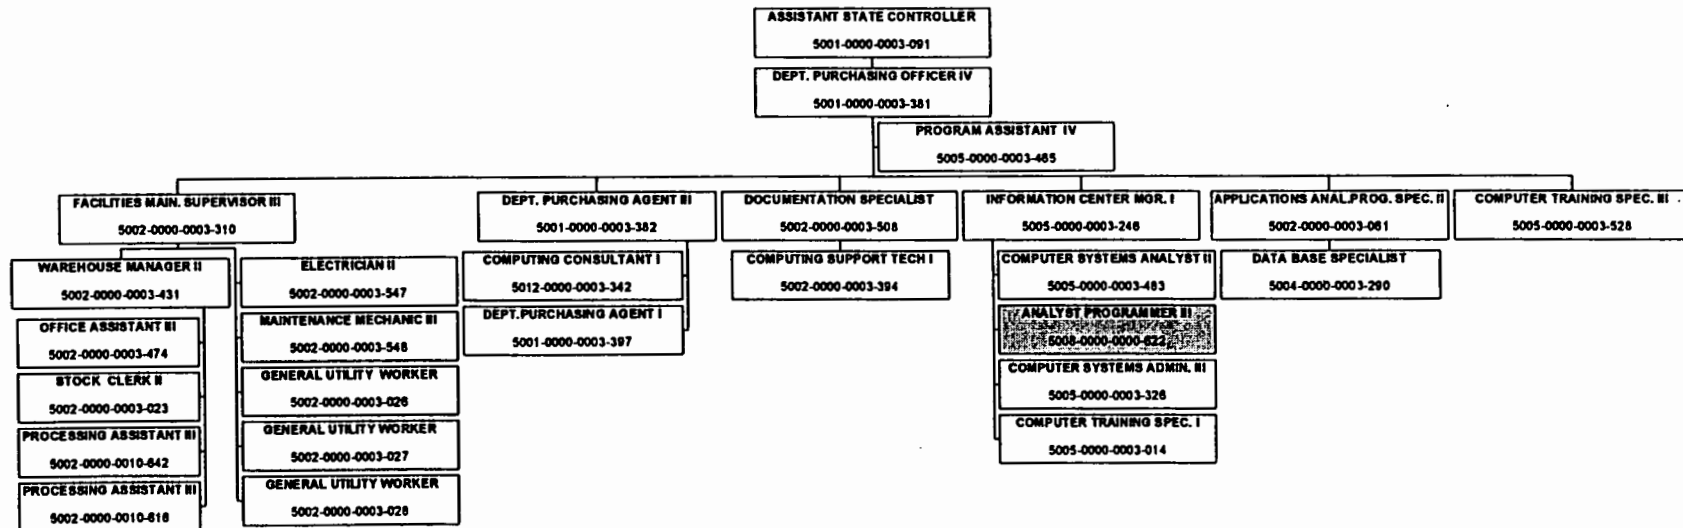 ASSISTANT STATE CONTROLLER
5001-0000-0003-091
DEPT. PURCHASING OFFICER IV
5001-0000-0003-381
PROGRAM ASSISTANT IV
5005-0000-0003-465
FACILITIES MAIN. SUPERVISOR III
5002-0000-0003-310
WAREHOUSE MANAGER II
5002-0000-0003-431
OFFICE ASSISTANT III
5002-0000-0003-474
STOCK CLERK II
5002-0000-0003-023
PROCESSING ASSISTANT III
5002-0000-0010-642
PROCESSING ASSISTANT III
5002-0000-0010-616
ELECTRICIAN II
5002-0000-0003-547
MAINTENANCE MECHANIC III
5002-0000-0003-548
GENERAL UTILITY WORKER
5002-0000-0003-026
GENERAL UTILITY WORKER
5002-0000-0003-027
GENERAL UTILITY WORKER
5002-0000-0003-028
DEPT. PURCHASING AGENT III
5001-0000-0003-382
COMPUTING CONSULTANT I
5012-0000-0003-342
DEPT.PURCHASING AGENT I
5001-0000-0003-397
DOCUMENTATION SPECIALIST
5002-0000-0003-508
COMPUTING SUPPORT TECH I
5002-0000-0003-394
INFORMATION CENTER MGR. I
5005-0000-0003-246
COMPUTER SYSTEMS ANALYST II
5005-0000-0003-483
ANALYST PROGRAMMER III
5008-0000-0000-622
COMPUTER SYSTEMS ADMIN. III
5005-0000-0003-326
COMPUTER TRAINING SPEC. I
5005-0000-0003-014
APPLICATIONS ANAL.PROG. SPEC. II
5002-0000-0003-061
DATA BASE SPECIALIST
5004-0000-0003-290
COMPUTER TRAINING SPEC. III
5005-0000-0003-528